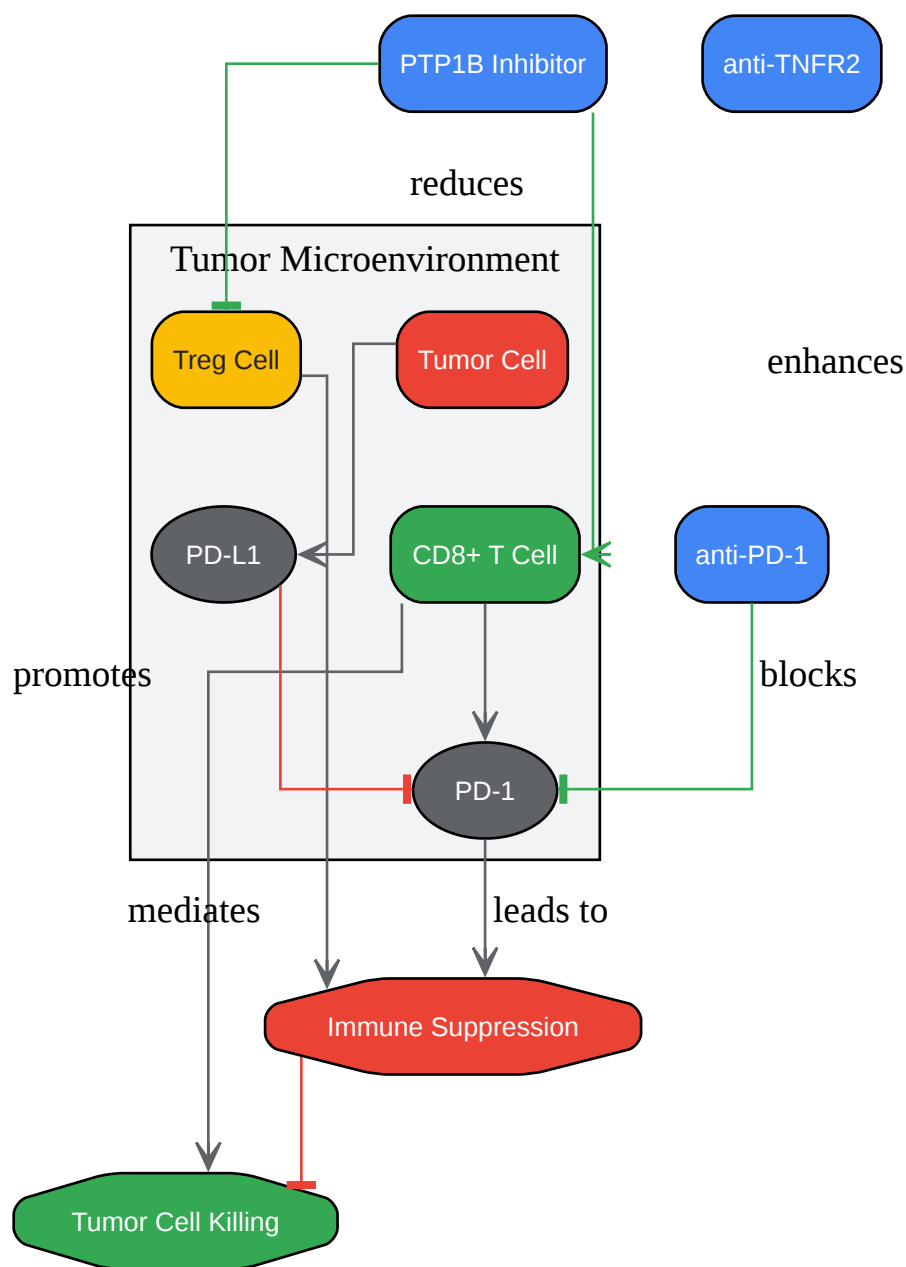 PTP1B Inhibitor
anti-TNFR2
reduces
Tumor Microenvironment
Treg Cell
Tumor Cell
enhances
PD-L1
CD8+ T Cell
anti-PD-1
promotes
blocks
PD-1
mediates
leads to
Immune Suppression
Tumor Cell Killing